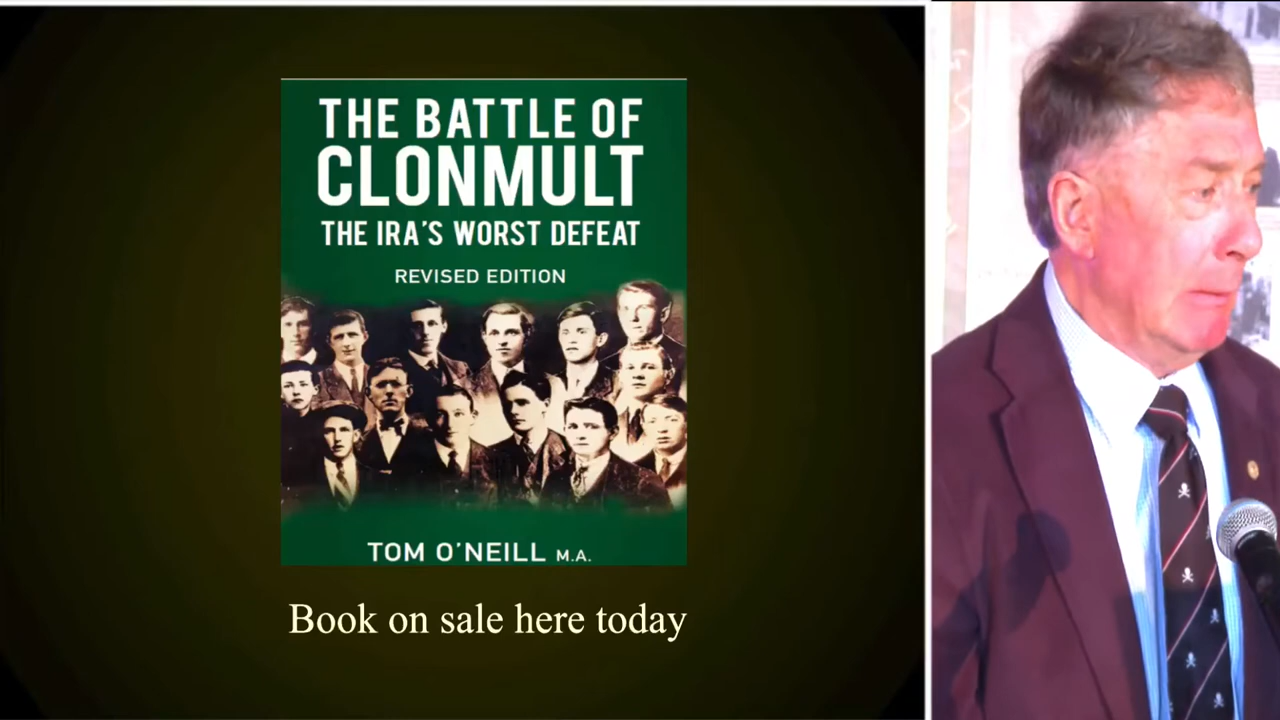 THE BATTLE OF
CLONMULT
THE IRA'S WORST DEFEAT
REVISED EDITION
TOM O'NEILL M.A.
Book on sale here today